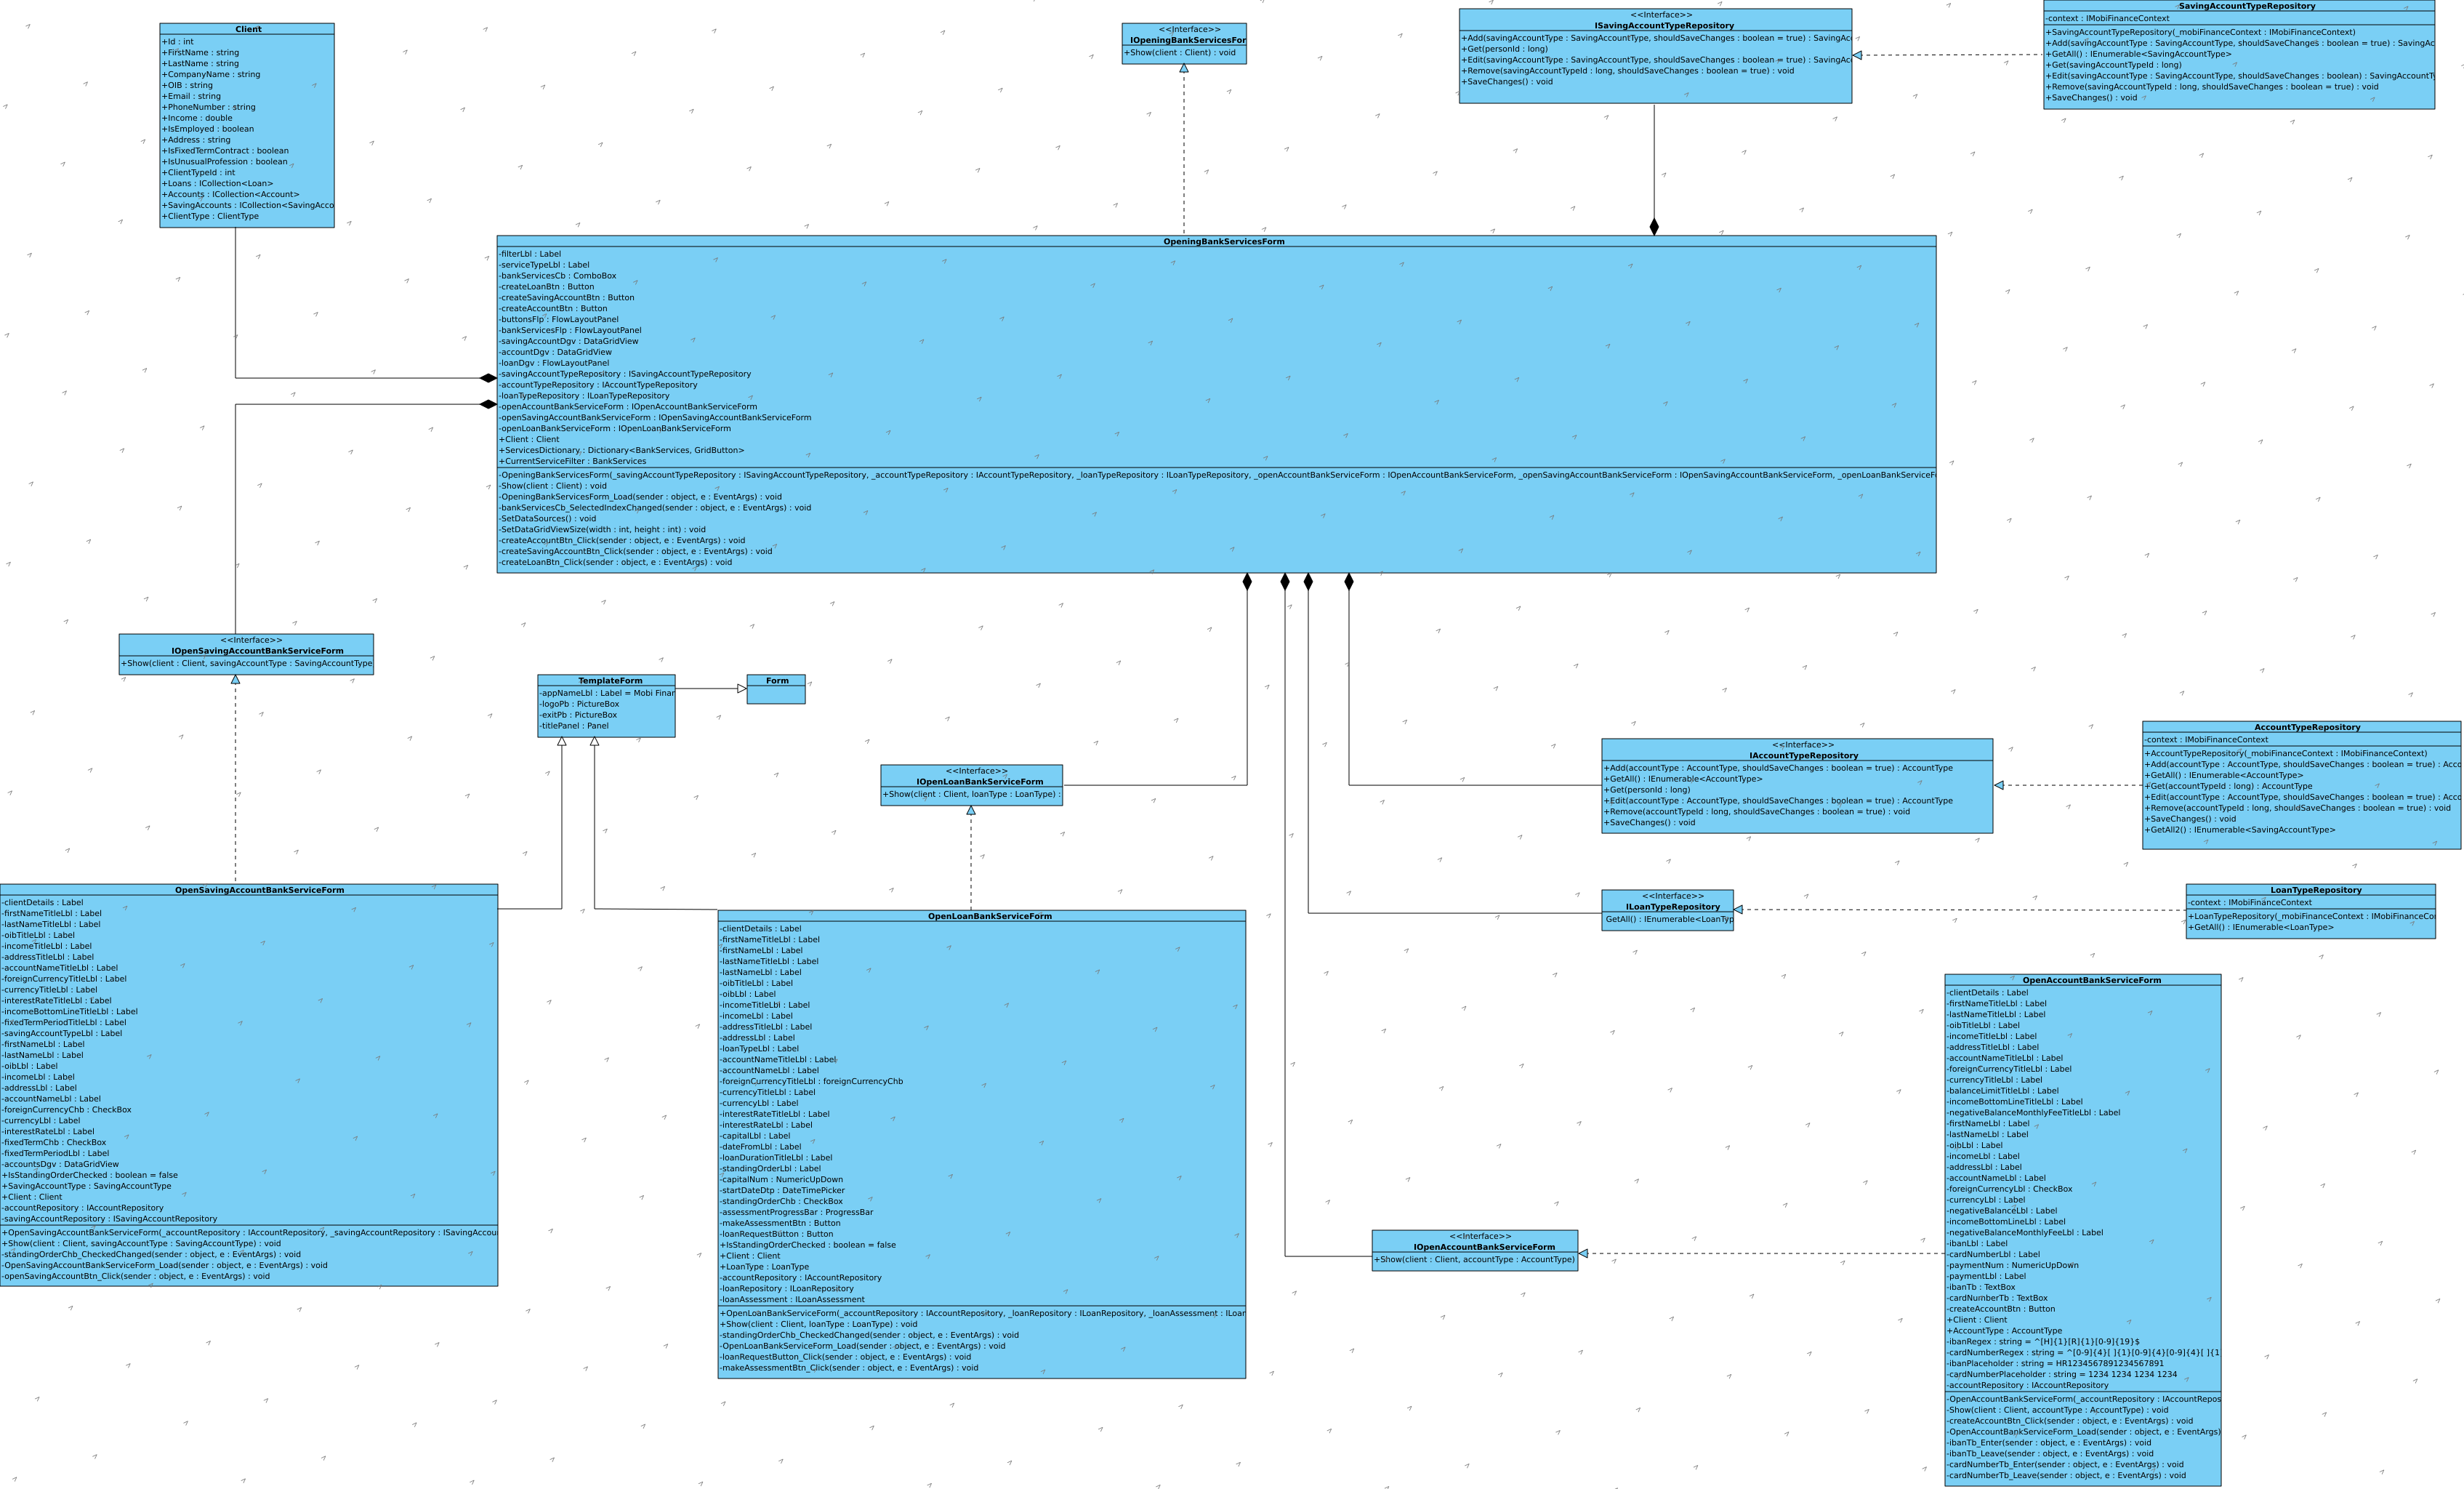 Client
+Id : int
+FirstName : string
+LastName : string
+CompanyName : string
+OIB : string
+Email : string
+PhoneNumber : string
+Income : double
+IsEmployed : boolean
+Address : string
+IsFixedTermContract : boolean
+IsUnusualProfession : boolean
+ClientTypeId : int
+Loans : ICollection<Loan>
+Accounts : ICollection<Account>
+SavingAccounts : ICollection<SavingAcco
+ClientType : ClientType
<<Interface>>
IOpeningBankServicesFor
+Show(client : Client) : void
<<Interface>>
ISavingAccountTypeRepository
+Add(savingAccountType : SavingAccountType, shouldSaveChanges : boolean = true) : SavingAc
+Get(personId : long)
+Edit(savingAccountType : SavingAccountType, shouldSaveChanges : boolean = true) : SavingAc
+Remove(savingAccountTypeId : long, shouldSaveChanges : boolean = true) : void
+SaveChanges() : void
SavingAccountTypeRepository
-context : IMobiFinanceContext
+SavingAccountTypeRepository(_mobiFinanceContext : IMobiFinanceContext)
+Add(savingAccountType : SavingAccountType, shouldSaveChanges : boolean = true) : SavingAc
+GetAll() : IEnumerable<SavingAccountType>
+Get(savingAccountTypeId : long)
+Edit(savingAccountType : SavingAccountType, shouldSaveChanges : boolean) : SavingAccountT
+Remove(savingAccountTypeId : long, shouldSaveChanges : boolean = true) : void
+SaveChanges() : void
OpeningBankServicesForm
-filterLbl : Label
-serviceTypeLbl : Label
-bankServicesCb : ComboBox
-createLoanBtn : Button
-createSavingAccountBtn : Button
-createAccountBtn : Button
-buttonsFlp : FlowLayoutPanel
-bankServicesFlp : FlowLayoutPanel
-savingAccountDgv : DataGridView
-accountDgv : DataGridView
-loanDgv : FlowLayoutPanel
-savingAccountTypeRepository : ISavingAccountTypeRepository
-accountTypeRepository : IAccountTypeRepository
-loanTypeRepository : ILoanTypeRepository
-openAccountBankServiceForm : IOpenAccountBankServiceForm
-openSavingAccountBankServiceForm : IOpenSavingAccountBankServiceForm
-openLoanBankServiceForm : IOpenLoanBankServiceForm
+Client : Client
+ServicesDictionary : Dictionary<BankServices, GridButton>
+CurrentServiceFilter : BankServices
-OpeningBankServicesForm(_savingAccountTypeRepository : ISavingAccountTypeRepository, _accountTypeRepository : IAccountTypeRepository, _loanTypeRepository : ILoanTypeRepository, _openAccountBankServiceForm : IOpenAccountBankServiceForm, _openSavingAccountBankServiceForm : IOpenSavingAccountBankServiceForm, _openLoanBankServiceF
-Show(client : Client) : void
-OpeningBankServicesForm_Load(sender : object, e : EventArgs) : void
-bankServicesCb_SelectedIndexChanged(sender : object, e : EventArgs) : void
-SetDataSources() : void
-SetDataGridViewSize(width : int, height : int) : void
-createAccountBtn_Click(sender : object, e : EventArgs) : void
-createSavingAccountBtn_Click(sender : object, e : EventArgs) : void
-createLoanBtn_Click(sender : object, e : EventArgs) : void
<<Interface>>
IOpenSavingAccountBankServiceForm
+Show(client : Client, savingAccountType : SavingAccountType
TemplateForm
-appNameLbl : Label = Mobi Finan
-logoPb : PictureBox
-exitPb : PictureBox
-titlePanel : Panel
Form
<<Interface>>
IOpenLoanBankServiceForm
+Show(client : Client, loanType : LoanType) :
<<Interface>>
IAccountTypeRepository
+Add(accountType : AccountType, shouldSaveChanges : boolean = true) : AccountType
+GetAll() : IEnumerable<AccountType>
+Get(personId : long)
+Edit(accountType : AccountType, shouldSaveChanges : boolean = true) : AccountType
+Remove(accountTypeId : long, shouldSaveChanges : boolean = true) : void
+SaveChanges() : void
AccountTypeRepository
-context : IMobiFinanceContext
+AccountTypeRepository(_mobiFinanceContext : IMobiFinanceContext)
+Add(accountType : AccountType, shouldSaveChanges : boolean = true) : Acco
+GetAll() : IEnumerable<AccountType>
+Get(accountTypeId : long) : AccountType
+Edit(accountType : AccountType, shouldSaveChanges : boolean = true) : Acco
+Remove(accountTypeId : long, shouldSaveChanges : boolean = true) : void
+SaveChanges() : void
+GetAll2() : IEnumerable<SavingAccountType>
<<Interface>>
ILoanTypeRepository
GetAll() : IEnumerable<LoanTyp
LoanTypeRepository
-context : IMobiFinanceContext
+LoanTypeRepository(_mobiFinanceContext : IMobiFinanceCo
+GetAll() : IEnumerable<LoanType>
OpenSavingAccountBankServiceForm
-clientDetails : Label
-firstNameTitleLbl : Label
-lastNameTitleLbl : Label
-oibTitleLbl : Label
-incomeTitleLbl : Label
-addressTitleLbl : Label
-accountNameTitleLbl : Label
-foreignCurrencyTitleLbl : Label
-currencyTitleLbl : Label
-interestRateTitleLbl : Label
-incomeBottomLineTitleLbl : Label
-fixedTermPeriodTitleLbl : Label
-savingAccountTypeLbl : Label
-firstNameLbl : Label
-lastNameLbl : Label
-oibLbl : Label
-incomeLbl : Label
-addressLbl : Label
-accountNameLbl : Label
-foreignCurrencyChb : CheckBox
-currencyLbl : Label
-interestRateLbl : Label
-fixedTermChb : CheckBox
-fixedTermPeriodLbl : Label
-accountsDgv : DataGridView
+IsStandingOrderChecked : boolean = false
+SavingAccountType : SavingAccountType
+Client : Client
-accountRepository : IAccountRepository
-savingAccountRepository : ISavingAccountRepository
+OpenSavingAccountBankServiceForm(_accountRepository : IAccountRepository, _savingAccountRepository : ISavingAccou
+Show(client : Client, savingAccountType : SavingAccountType) : void
-standingOrderChb_CheckedChanged(sender : object, e : EventArgs) : void
-OpenSavingAccountBankServiceForm_Load(sender : object, e : EventArgs) : void
-openSavingAccountBtn_Click(sender : object, e : EventArgs) : void
OpenLoanBankServiceForm
-clientDetails : Label
-firstNameTitleLbl : Label
-firstNameLbl : Label
-lastNameTitleLbl : Label
-lastNameLbl : Label
-oibTitleLbl : Label
-oibLbl : Label
-incomeTitleLbl : Label
-incomeLbl : Label
-addressTitleLbl : Label
-addressLbl : Label
-loanTypeLbl : Label
-accountNameTitleLbl : Label
-accountNameLbl : Label
-foreignCurrencyTitleLbl : foreignCurrencyChb
-currencyTitleLbl : Label
-currencyLbl : Label
-interestRateTitleLbl : Label
-interestRateLbl : Label
-capitalLbl : Label
-dateFromLbl : Label
-loanDurationTitleLbl : Label
-standingOrderLbl : Label
-capitalNum : NumericUpDown
-startDateDtp : DateTimePicker
-standingOrderChb : CheckBox
-assessmentProgressBar : ProgressBar
-makeAssessmentBtn : Button
-loanRequestButton : Button
+IsStandingOrderChecked : boolean = false
+Client : Client
+LoanType : LoanType
-accountRepository : IAccountRepository
-loanRepository : ILoanRepository
-loanAssessment : ILoanAssessment
+OpenLoanBankServiceForm(_accountRepository : IAccountRepository, _loanRepository : ILoanRepository, _loanAssessment : ILoan
+Show(client : Client, loanType : LoanType) : void
-standingOrderChb_CheckedChanged(sender : object, e : EventArgs) : void
-OpenLoanBankServiceForm_Load(sender : object, e : EventArgs) : void
-loanRequestButton_Click(sender : object, e : EventArgs) : void
-makeAssessmentBtn_Click(sender : object, e : EventArgs) : void
<<Interface>>
IOpenAccountBankServiceForm
+Show(client : Client, accountType : AccountType)
OpenAccountBankServiceForm
-clientDetails : Label
-firstNameTitleLbl : Label
-lastNameTitleLbl : Label
-oibTitleLbl : Label
-incomeTitleLbl : Label
-addressTitleLbl : Label
-accountNameTitleLbl : Label
-foreignCurrencyTitleLbl : Label
-currencyTitleLbl : Label
-balanceLimitTitleLbl : Label
-incomeBottomLineTitleLbl : Label
-negativeBalanceMonthlyFeeTitleLbl : Label
-firstNameLbl : Label
-lastNameLbl : Label
-oibLbl : Label
-incomeLbl : Label
-addressLbl : Label
-accountNameLbl : Label
-foreignCurrencyLbl : CheckBox
-currencyLbl : Label
-negativeBalanceLbl : Label
-incomeBottomLineLbl : Label
-negativeBalanceMonthlyFeeLbl : Label
-ibanLbl : Label
-cardNumberLbl : Label
-paymentNum : NumericUpDown
-paymentLbl : Label
-ibanTb : TextBox
-cardNumberTb : TextBox
-createAccountBtn : Button
+Client : Client
+AccountType : AccountType
-ibanRegex : string = ^[H]{1}[R]{1}[0-9]{19}$
-cardNumberRegex : string = ^[0-9]{4}[ ]{1}[0-9]{4}[0-9]{4}[ ]{1
-ibanPlaceholder : string = HR1234567891234567891
-cardNumberPlaceholder : string = 1234 1234 1234 1234
-accountRepository : IAccountRepository
-OpenAccountBankServiceForm(_accountRepository : IAccountRepos
-Show(client : Client, accountType : AccountType) : void
-createAccountBtn_Click(sender : object, e : EventArgs) : void
-OpenAccountBankServiceForm_Load(sender : object, e : EventArgs)
-ibanTb_Enter(sender : object, e : EventArgs) : void
-ibanTb_Leave(sender : object, e : EventArgs) : void
-cardNumberTb_Enter(sender : object, e : EventArgs) : void
-cardNumberTb_Leave(sender : object, e : EventArgs) : void